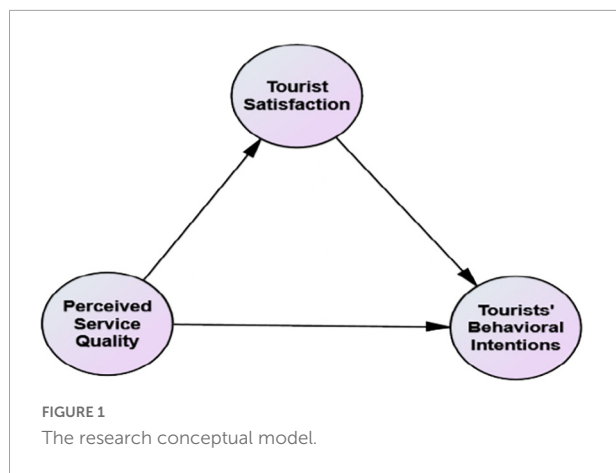 Tourist
Satisfaction
Perceived
Service
Quality
Tourists'
Behavioral
Intentions
FIGURE 1
The research conceptual model.